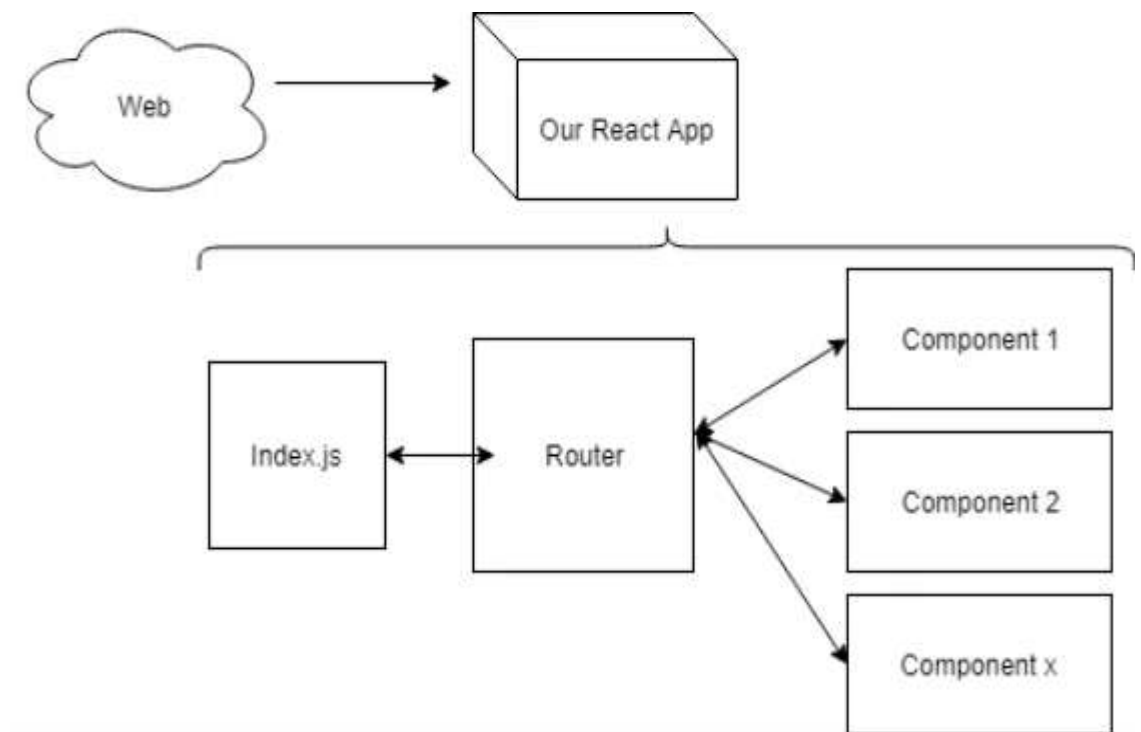 Web
Our React App
Index.js
Router
Component 1
Component 2
Component x